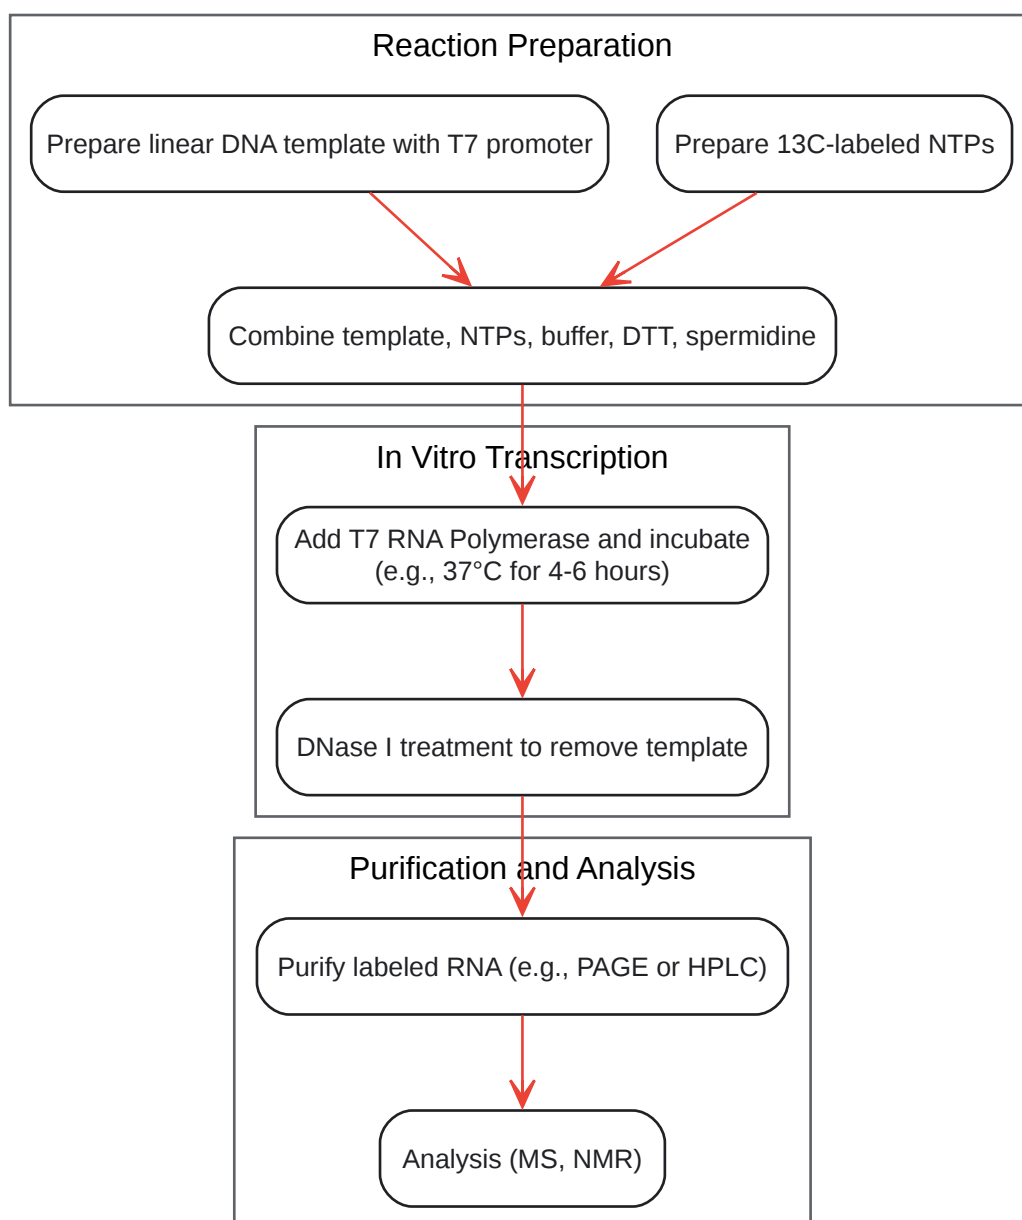 Reaction Preparation
Prepare linear DNA template with T7 promoter
Prepare 13C-labeled NTPs
Combine template, NTPs, buffer, DTT, spermidine
In Vitro Transcription
Add T7 RNA Polymerase and incubate
(e.g., 37°C for 4-6 hours)
DNase I treatment to remove template
Purification and Analysis
Purify labeled RNA (e.g., PAGE or HPLC)
Analysis (MS, NMR)